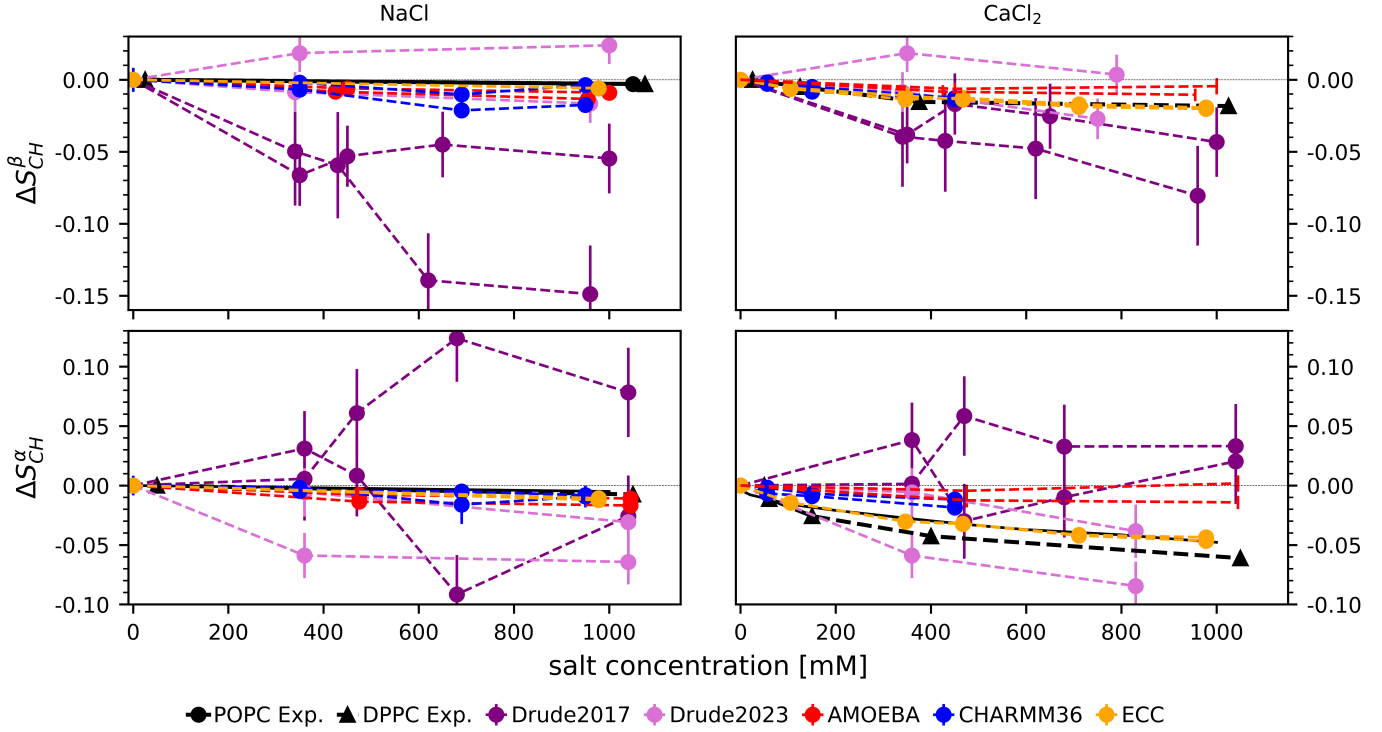 NaCl
CaCl₂
0.00
-0.05
-0.10
-0.15
ΔS^β_CH
0.00
-0.05
-0.10
-0.15
0.10
0.05
0.00
-0.05
-0.10
ΔS^α_CH
0.10
0.05
0.00
-0.05
-0.10
0 200 400 600 800 1000
0 200 400 600 800 1000
salt concentration [mM]
POPC Exp. DPPC Exp. Drude2017 Drude2023 AMOEBA CHARMM36 ECC